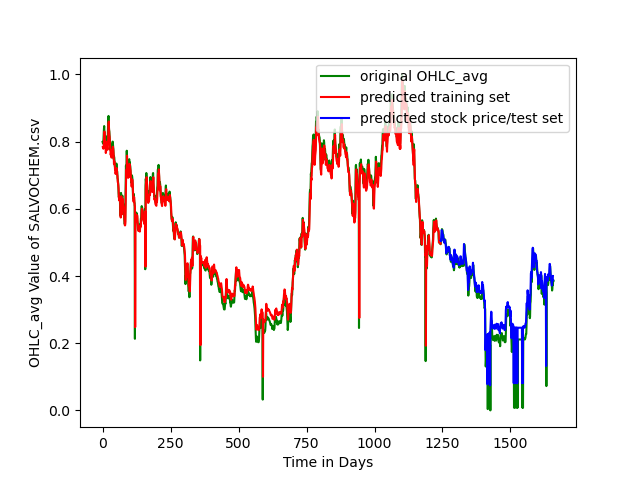 original OHLC_avg
predicted training set
predicted stock price/test set
OHLC_avg Value of SALVOCHEM.csv
1.0
0.8
0.6
0.4
0.2
0.0
0 250 500 750 1000 1250 1500
Time in Days